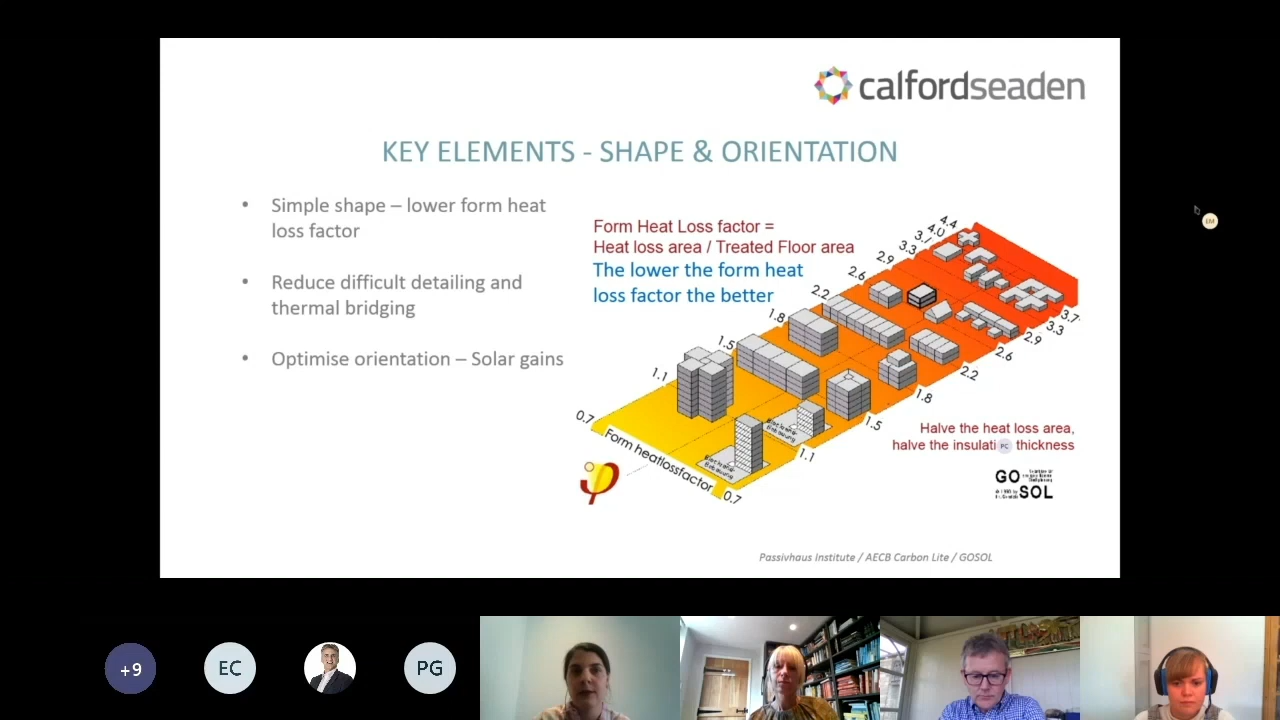 calfordseaden
KEY ELEMENTS - SHAPE & ORIENTATION
• Simple shape – lower form heat
loss factor
• Reduce difficult detailing and
thermal bridging
• Optimise orientation – Solar gains
Form Heat Loss factor =
Heat loss area / Treated Floor area
The lower the form heat
loss factor the better
4.4
4.0
3.7
3.3
2.9
2.6
2.2
1.8
1.5
1.1
0.7
Form heatlossfactor
0.7
1.1
1.5
1.8
2.2
2.6
2.9
3.3
3.7
EM
Halve the heat loss area,
halve the insulati PC thickness
GO
SOL
Passivhaus Institute / AECB Carbon Lite / GOSOL
+9
EC
PG